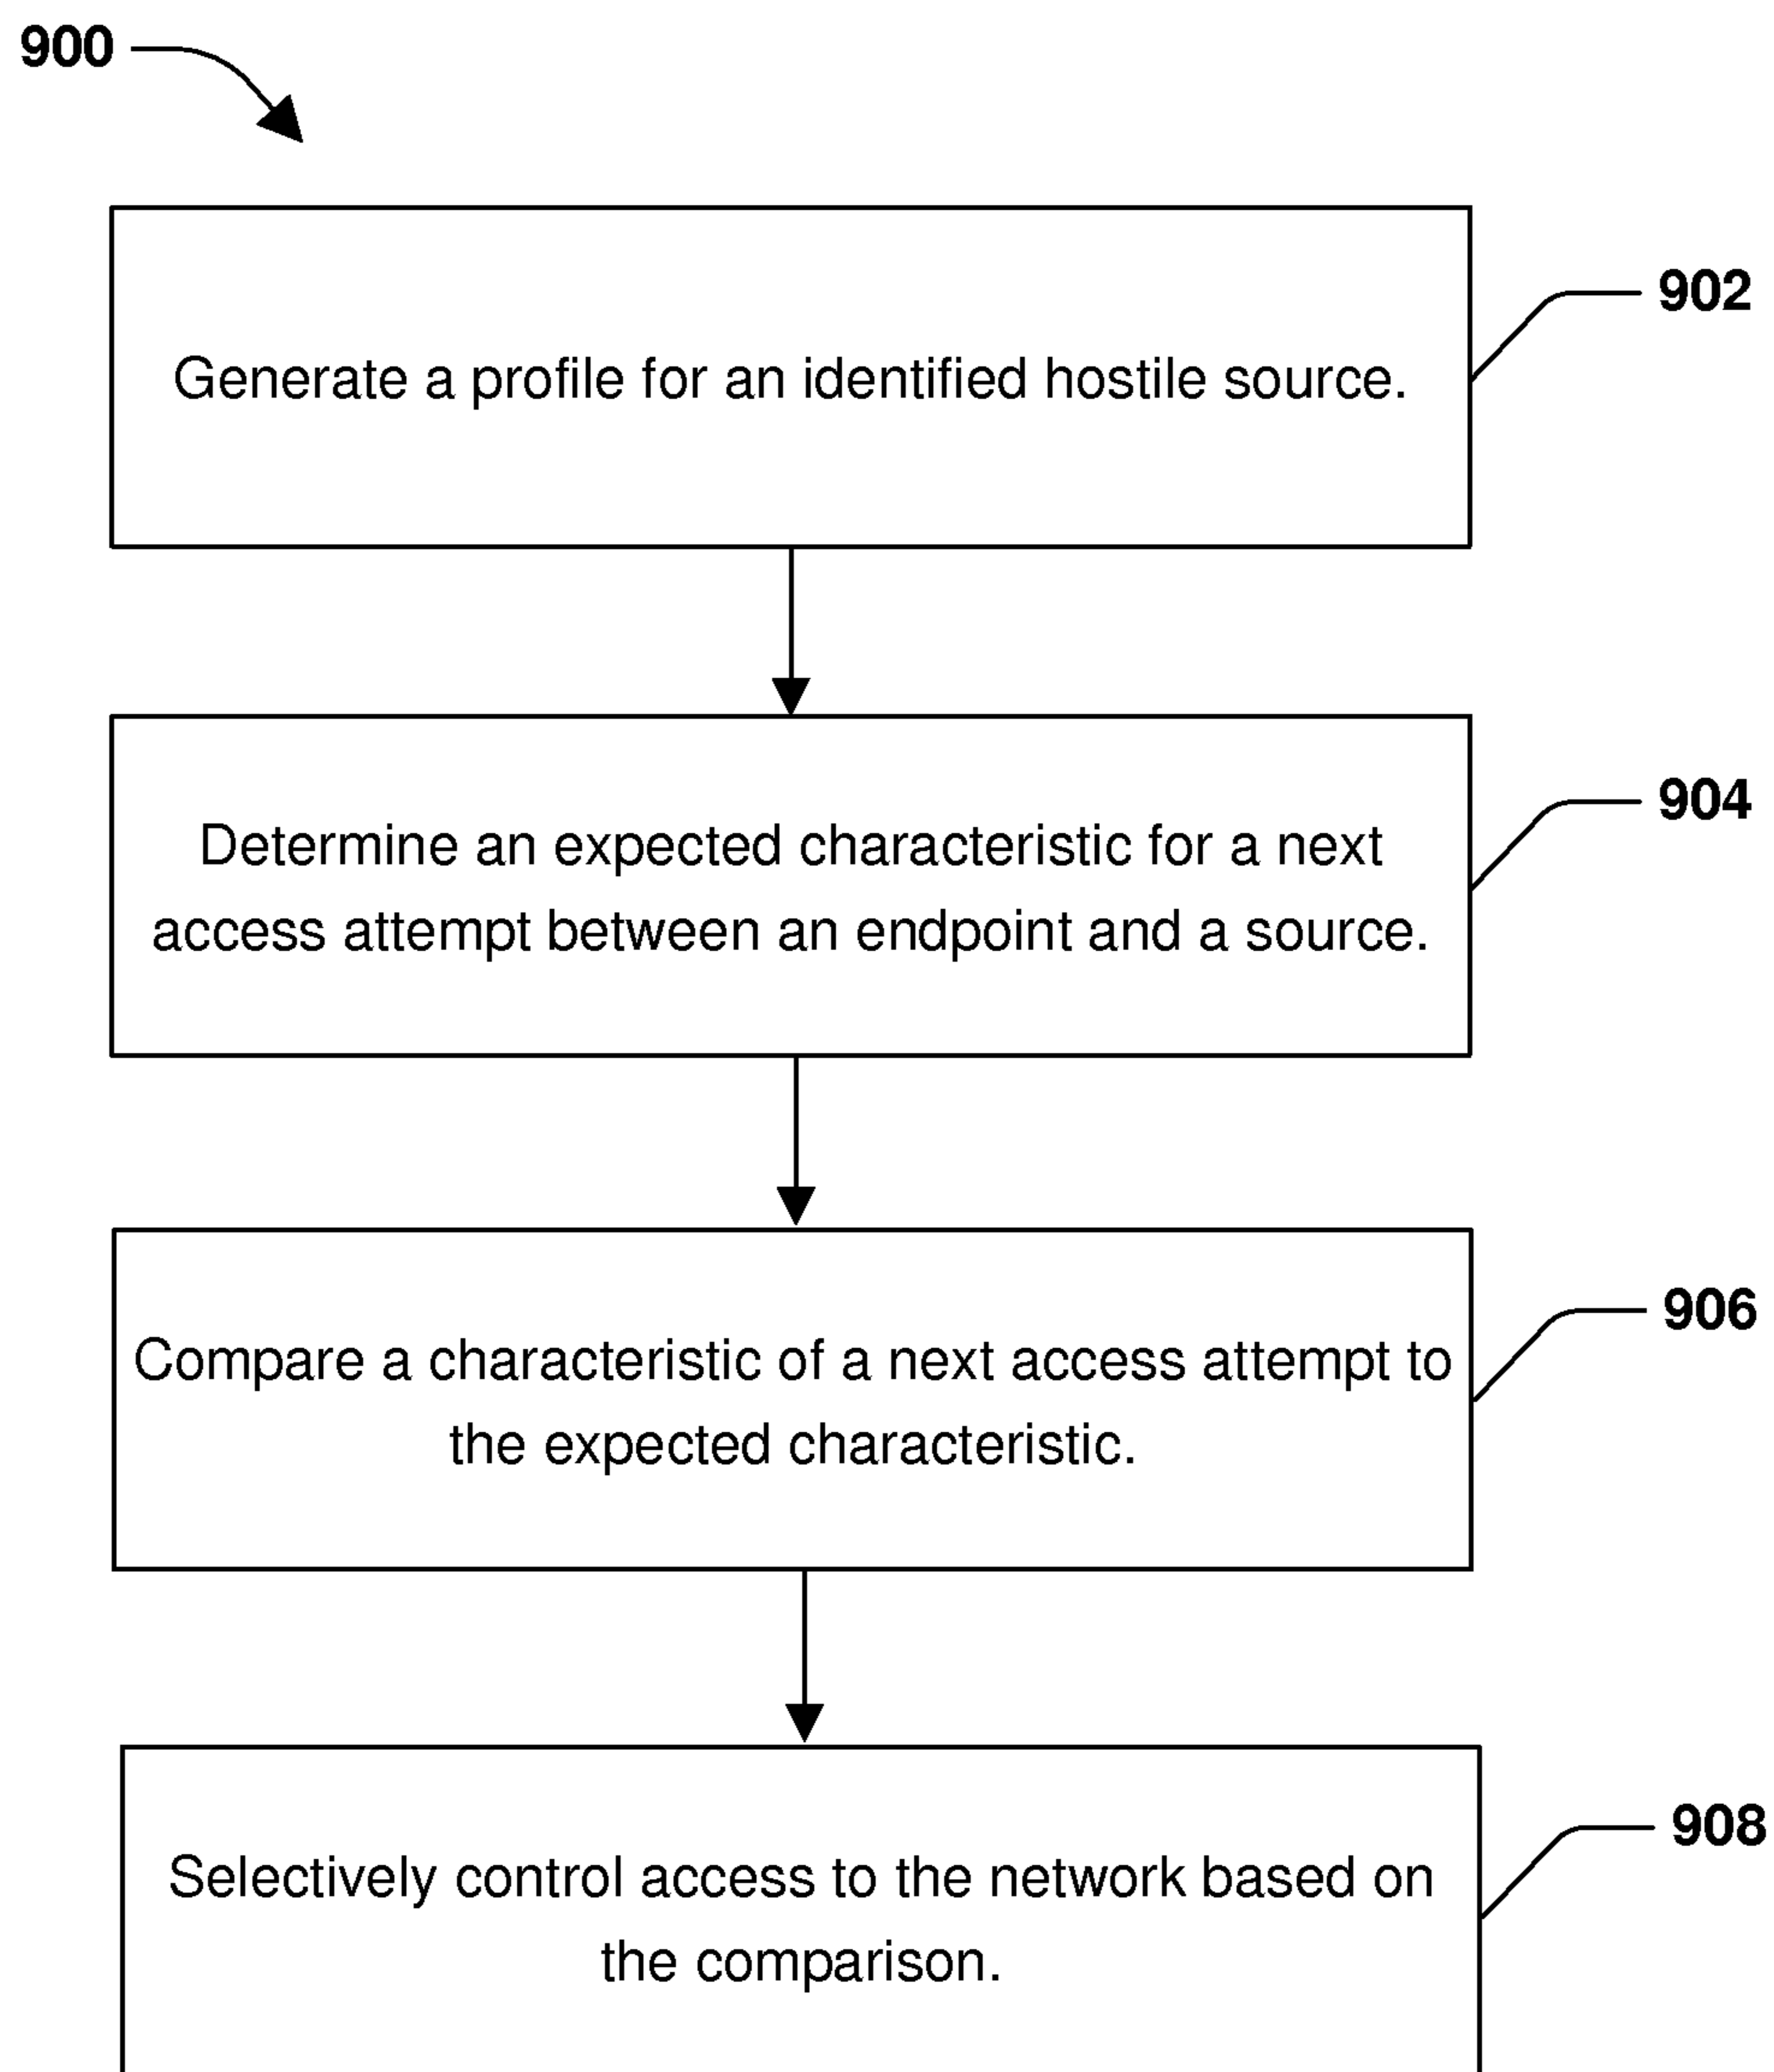 900
902
Generate a profile for an identified hostile source.
904
Determine an expected characteristic for a next
access attempt between an endpoint and a source.
906
Compare a characteristic of a next access attempt to
the expected characteristic.
908
Selectively control access to the network based on
the comparison.